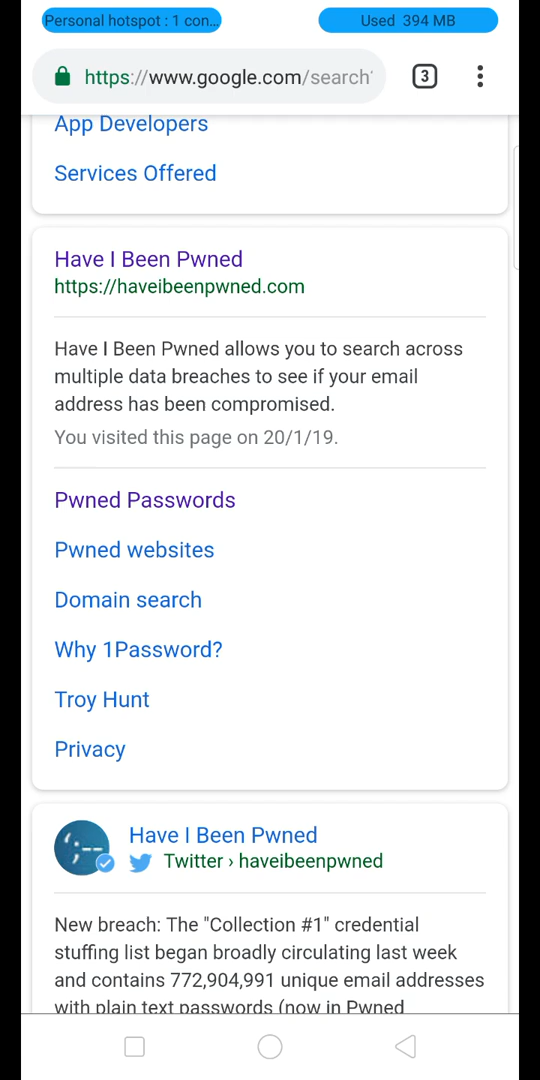 Personal hotspot : 1 con...
Used 394 MB
https://www.google.com/search
3
App Developers
Services Offered
Have I Been Pwned
https://haveibeenpwned.com
Have I Been Pwned allows you to search across
multiple data breaches to see if your email
address has been compromised.
You visited this page on 20/1/19.
Pwned Passwords
Pwned websites
Domain search
Why 1Password?
Troy Hunt
Privacy
Have I Been Pwned
Twitter › haveibeenpwned
New breach: The "Collection #1" credential
stuffing list began broadly circulating last week
and contains 772,904,991 unique email addresses
with plain text passwords (now in Pwned